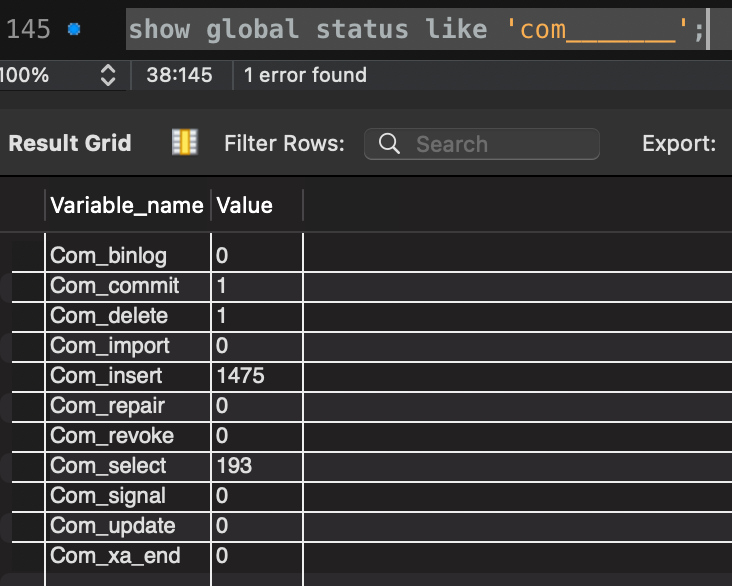 145 show global status like 'com_______';
100% 38:145 1 error found
Result Grid Filter Rows: Search Export:
Variable_name Value
Com_binlog 0
Com_commit 1
Com_delete 1
Com_import 0
Com_insert 1475
Com_repair 0
Com_revoke 0
Com_select 193
Com_signal 0
Com_update 0
Com_xa_end 0